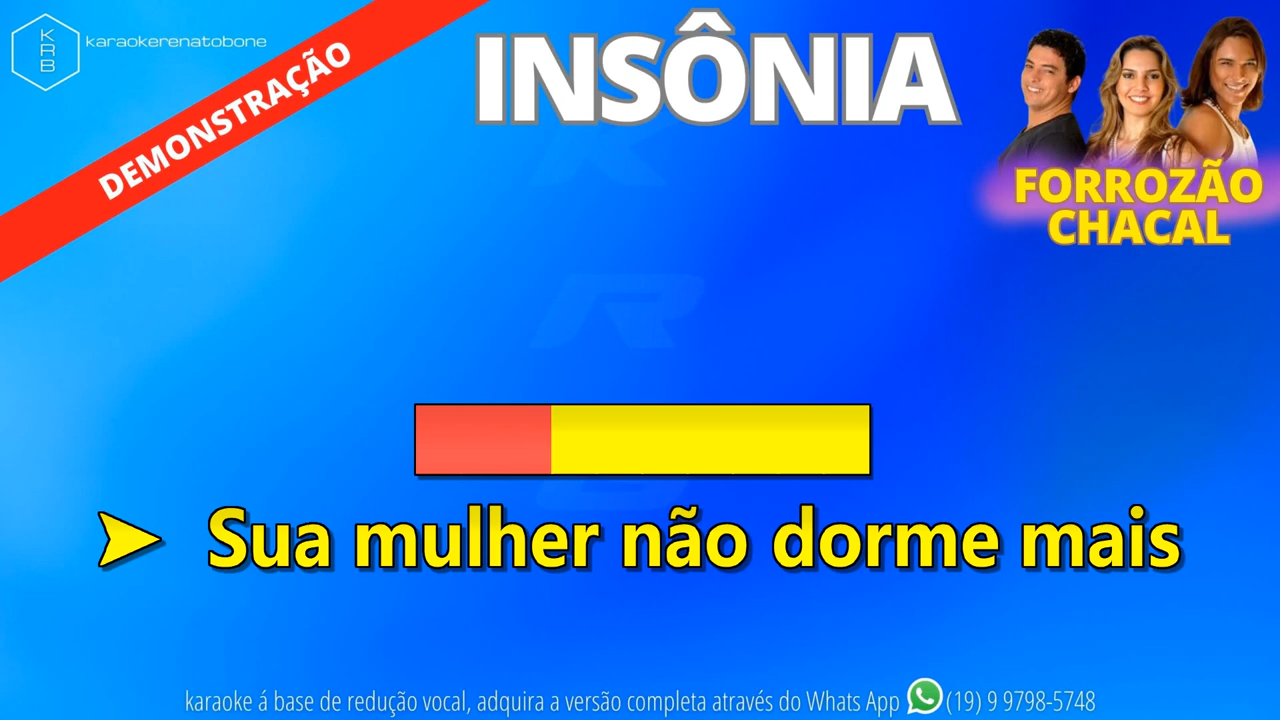 KRB
karaokerenatobone
DEMONSTRAÇÃO
INSÔNIA
FORROZÃO
CHACAL
Sua mulher não dorme mais
karaoke á base de redução vocal, adquira a versão completa através do Whats App (19) 9 9798-5748